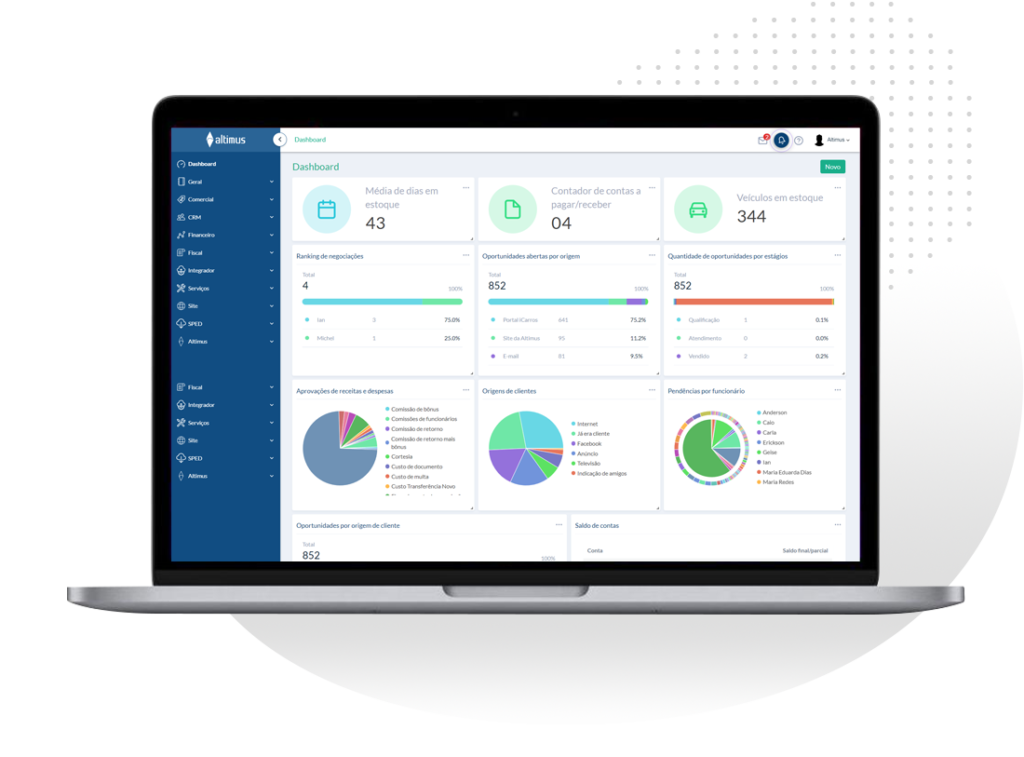 altimus
Dashboard
2
Altimus
Dashboard
Geral
Comercial
CRM
Financeiro
Fiscal
Integrador
Serviços
Site
SPED
Altimus
Fiscal
Integrador
Serviços
Site
SPED
Altimus
Dashboard
Novo
Média de dias em
estoque
43
Contador de contas a
pagar/receber
04
Veículos em estoque
344
Ranking de negociações
Total
4
100%
Ian 3 75.0%
Michel 1 25.0%
Oportunidades abertas por origem
Total
852
100%
Portal iCarros 641 75.2%
Site da Altimus 95 11.2%
E-mail 81 9.5%
Quantidade de oportunidades por estágios
Total
852
100%
Qualificação 1 0.1%
Atendimento 0 0.0%
Vendido 2 0.2%
Aprovações de receitas e despesas
Comissão de bônus
Comissões de funcionários
Comissão de retorno
Comissão de retorno mais
bônus
Cortesia
Custo de documento
Custo de multa
Custo Transferência Novo
Origens de clientes
Internet
Já era cliente
Facebook
Anúncio
Televisão
Indicação de amigos
Pendências por funcionário
Anderson
Caio
Carla
Erickson
Geise
Ian
Maria Eduarda Dias
Maria Redes
Oportunidades por origem de cliente
Total
852
100%
Saldo de contas
Conta Saldo final/parcial